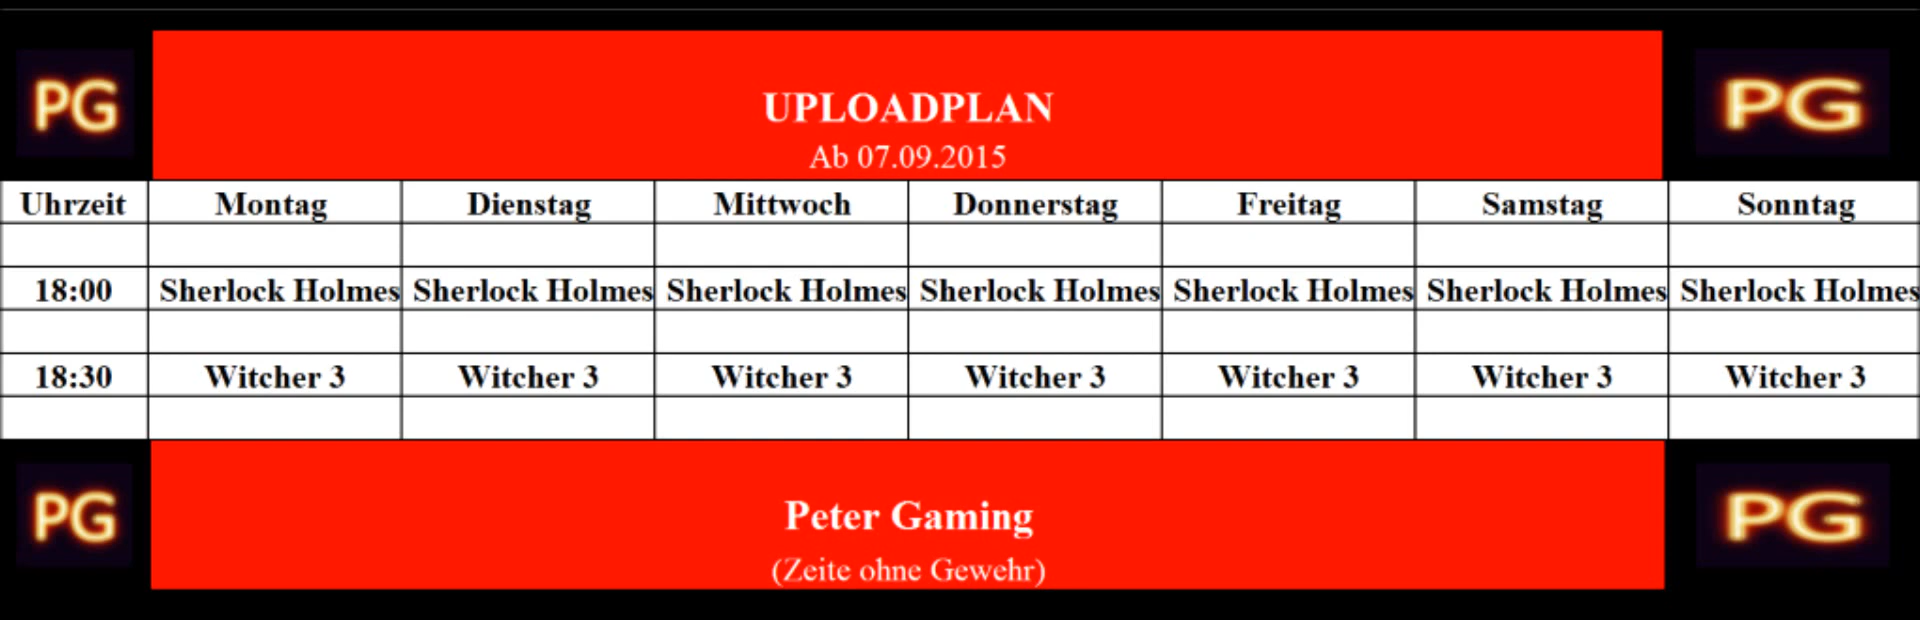 PG
UPLOADPLAN
PG
Ab 07.09.2015
Uhrzeit Montag Dienstag Mittwoch Donnerstag Freitag Samstag Sonntag
18:00 Sherlock Holmes Sherlock Holmes Sherlock Holmes Sherlock Holmes Sherlock Holmes Sherlock Holmes Sherlock Holmes
18:30 Witcher 3 Witcher 3 Witcher 3 Witcher 3 Witcher 3 Witcher 3 Witcher 3
PG
Peter Gaming
PG
(Zeite ohne Gewehr)